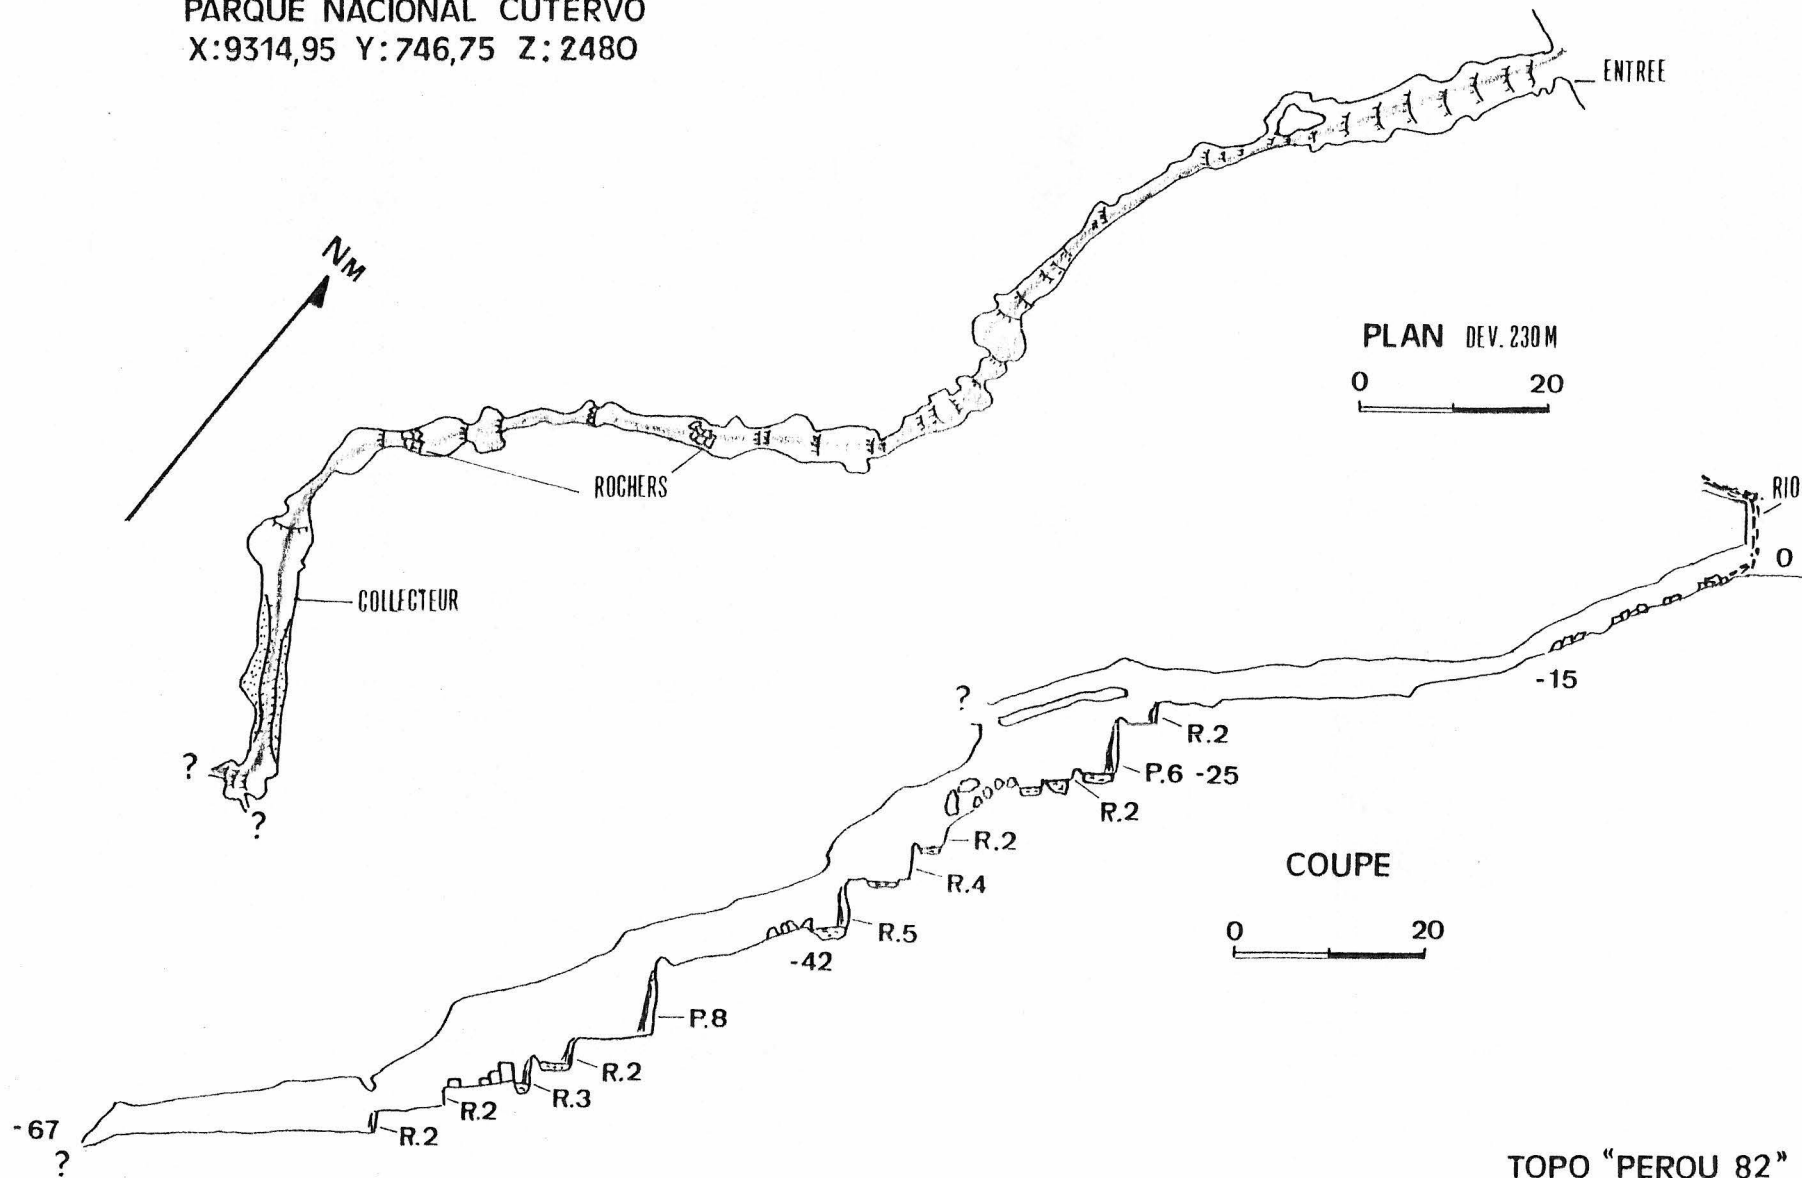 PARQUE NACIONAL CUTERVO
X:9314,95 Y:746,75 Z:2480
ENTREE
NM
PLAN DEV. 230 M
0 20
ROCHERS
RIO
0
COLLECTEUR
-15
?
R.2
?
P.6 -25
R.2
?
R.2
COUPE
R.4
0 20
R.5
-42
P.8
R.2
R.3
R.2
-67
R.2
?
TOPO "PEROU 82"